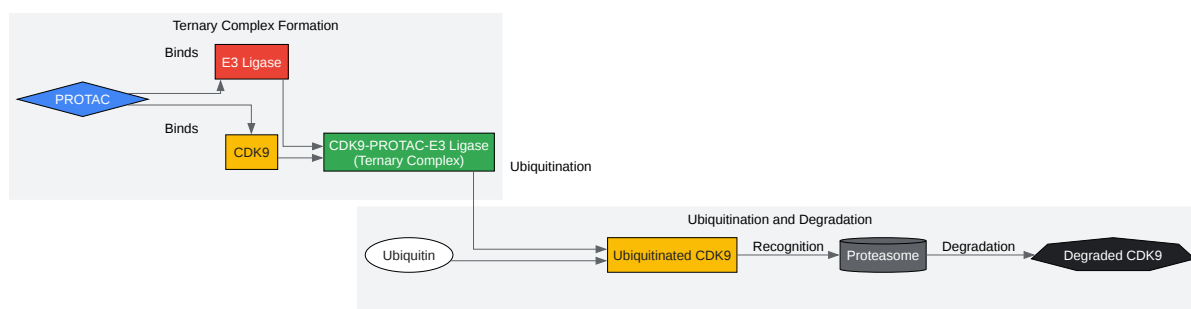 Ternary Complex Formation
Binds
E3 Ligase
PROTAC
Binds
CDK9
CDK9-PROTAC-E3 Ligase
(Ternary Complex)
Ubiquitination
Ubiquitination and Degradation
Ubiquitin
Ubiquitinated CDK9
Recognition
Proteasome
Degradation
Degraded CDK9